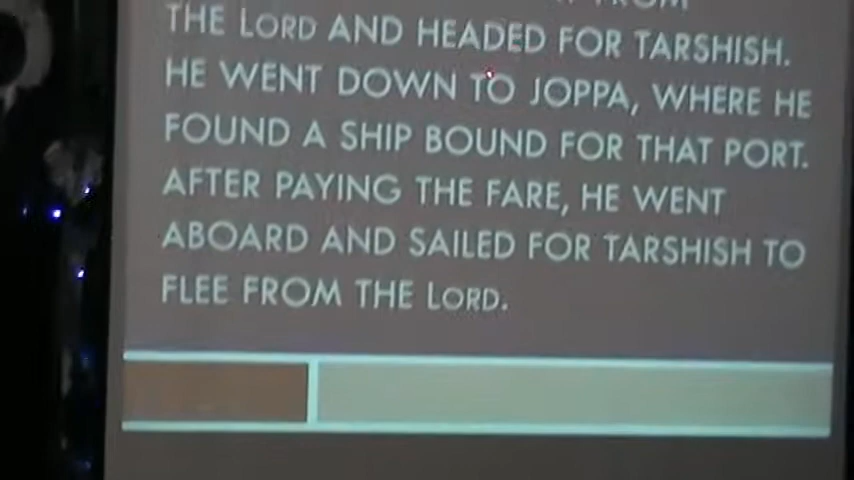 THE LORD AND HEADED FOR TARSHISH.
HE WENT DOWN TO JOPPA, WHERE HE
FOUND A SHIP BOUND FOR THAT PORT.
AFTER PAYING THE FARE, HE WENT
ABOARD AND SAILED FOR TARSHISH TO
FLEE FROM THE LORD.